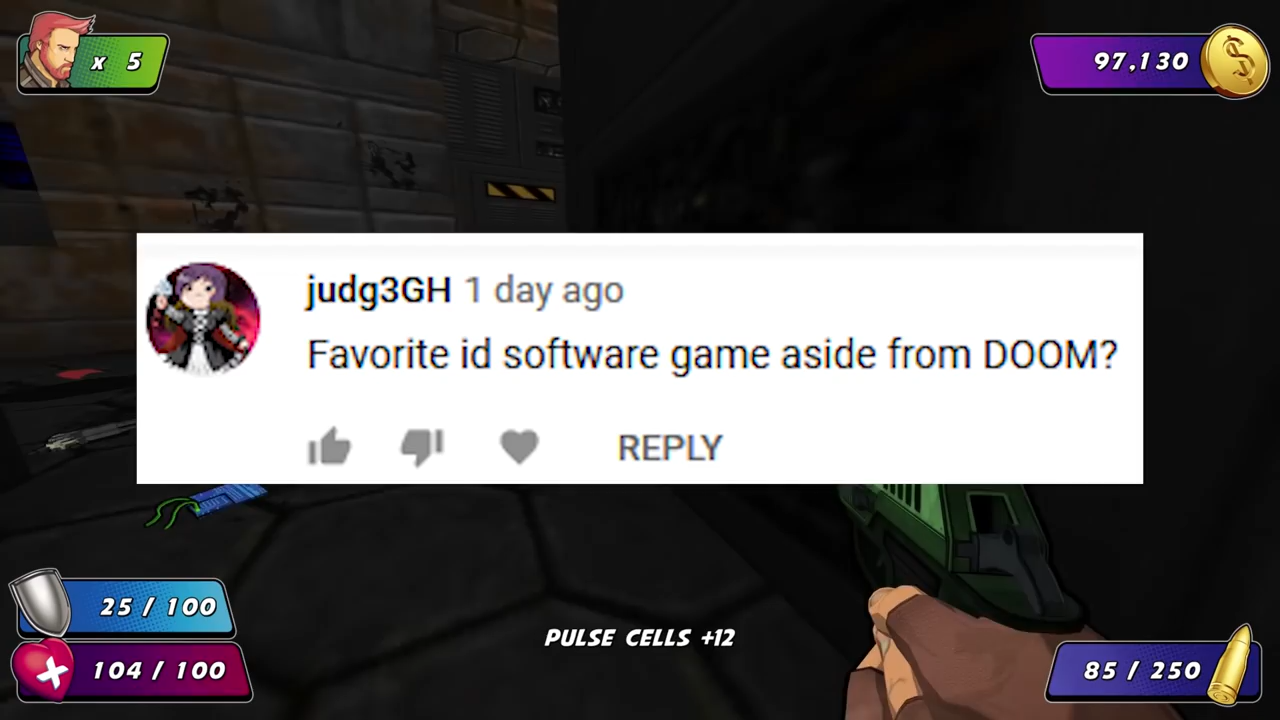 x 5
97,130
judg3GH 1 day ago
Favorite id software game aside from DOOM?
REPLY
25 / 100
PULSE CELLS +12
104 / 100
85 / 250